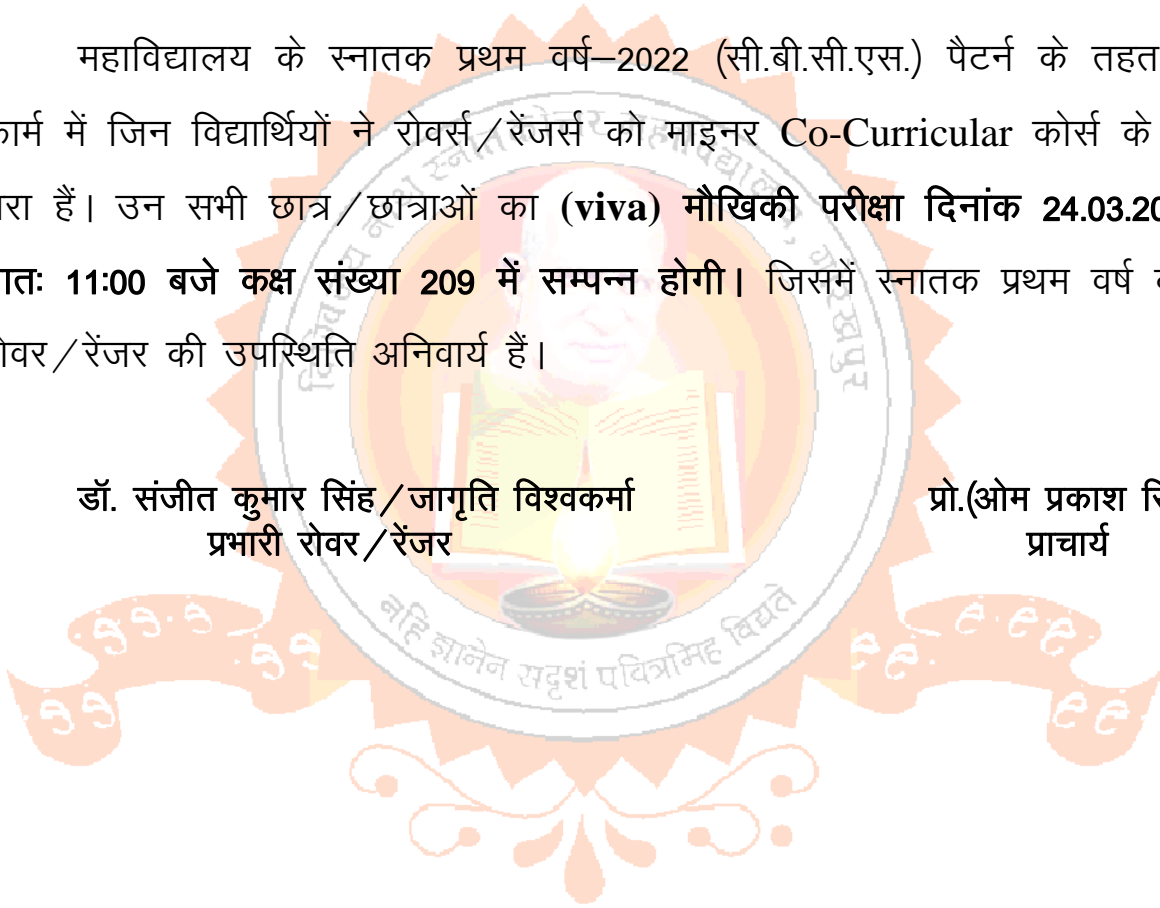 महाविद्यालय के स्नातक प्रथम वर्ष–2022 (सी.बी.सी.एस.) पैटर्न के तहत
में जिन विद्यार्थियों ने रोवर्स/रेंजर्स को माइनर Co-Curricular कोर्स के
हैं। उन सभी छात्र/छात्राओं का (viva) मौखिकी परीक्षा दिनांक
11:00 बजे कक्ष संख्या 209 में सम्पन्न होगी। जिसमें स्नातक प्रथम वर्ष
रेंजर की उपस्थिति अनिवार्य हैं।
डॉ. संजीत कुमार सिंह/जागृति विश्वकर्मा
प्रभारी रोवर/रेंजर
प्रो.(ओम प्रकाश
प्राचार्य
नहि ज्ञानेन सदृशं पवित्रमिह विद्यते